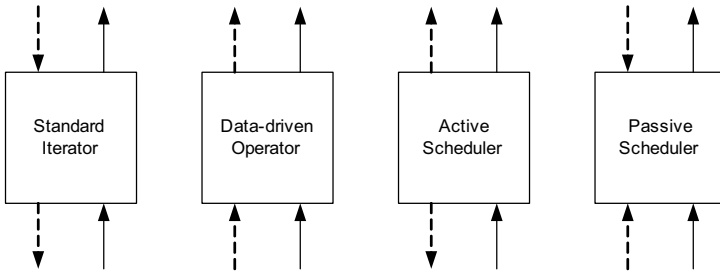 Standard
Iterator
Data-driven
Operator
Active
Scheduler
Passive
Scheduler